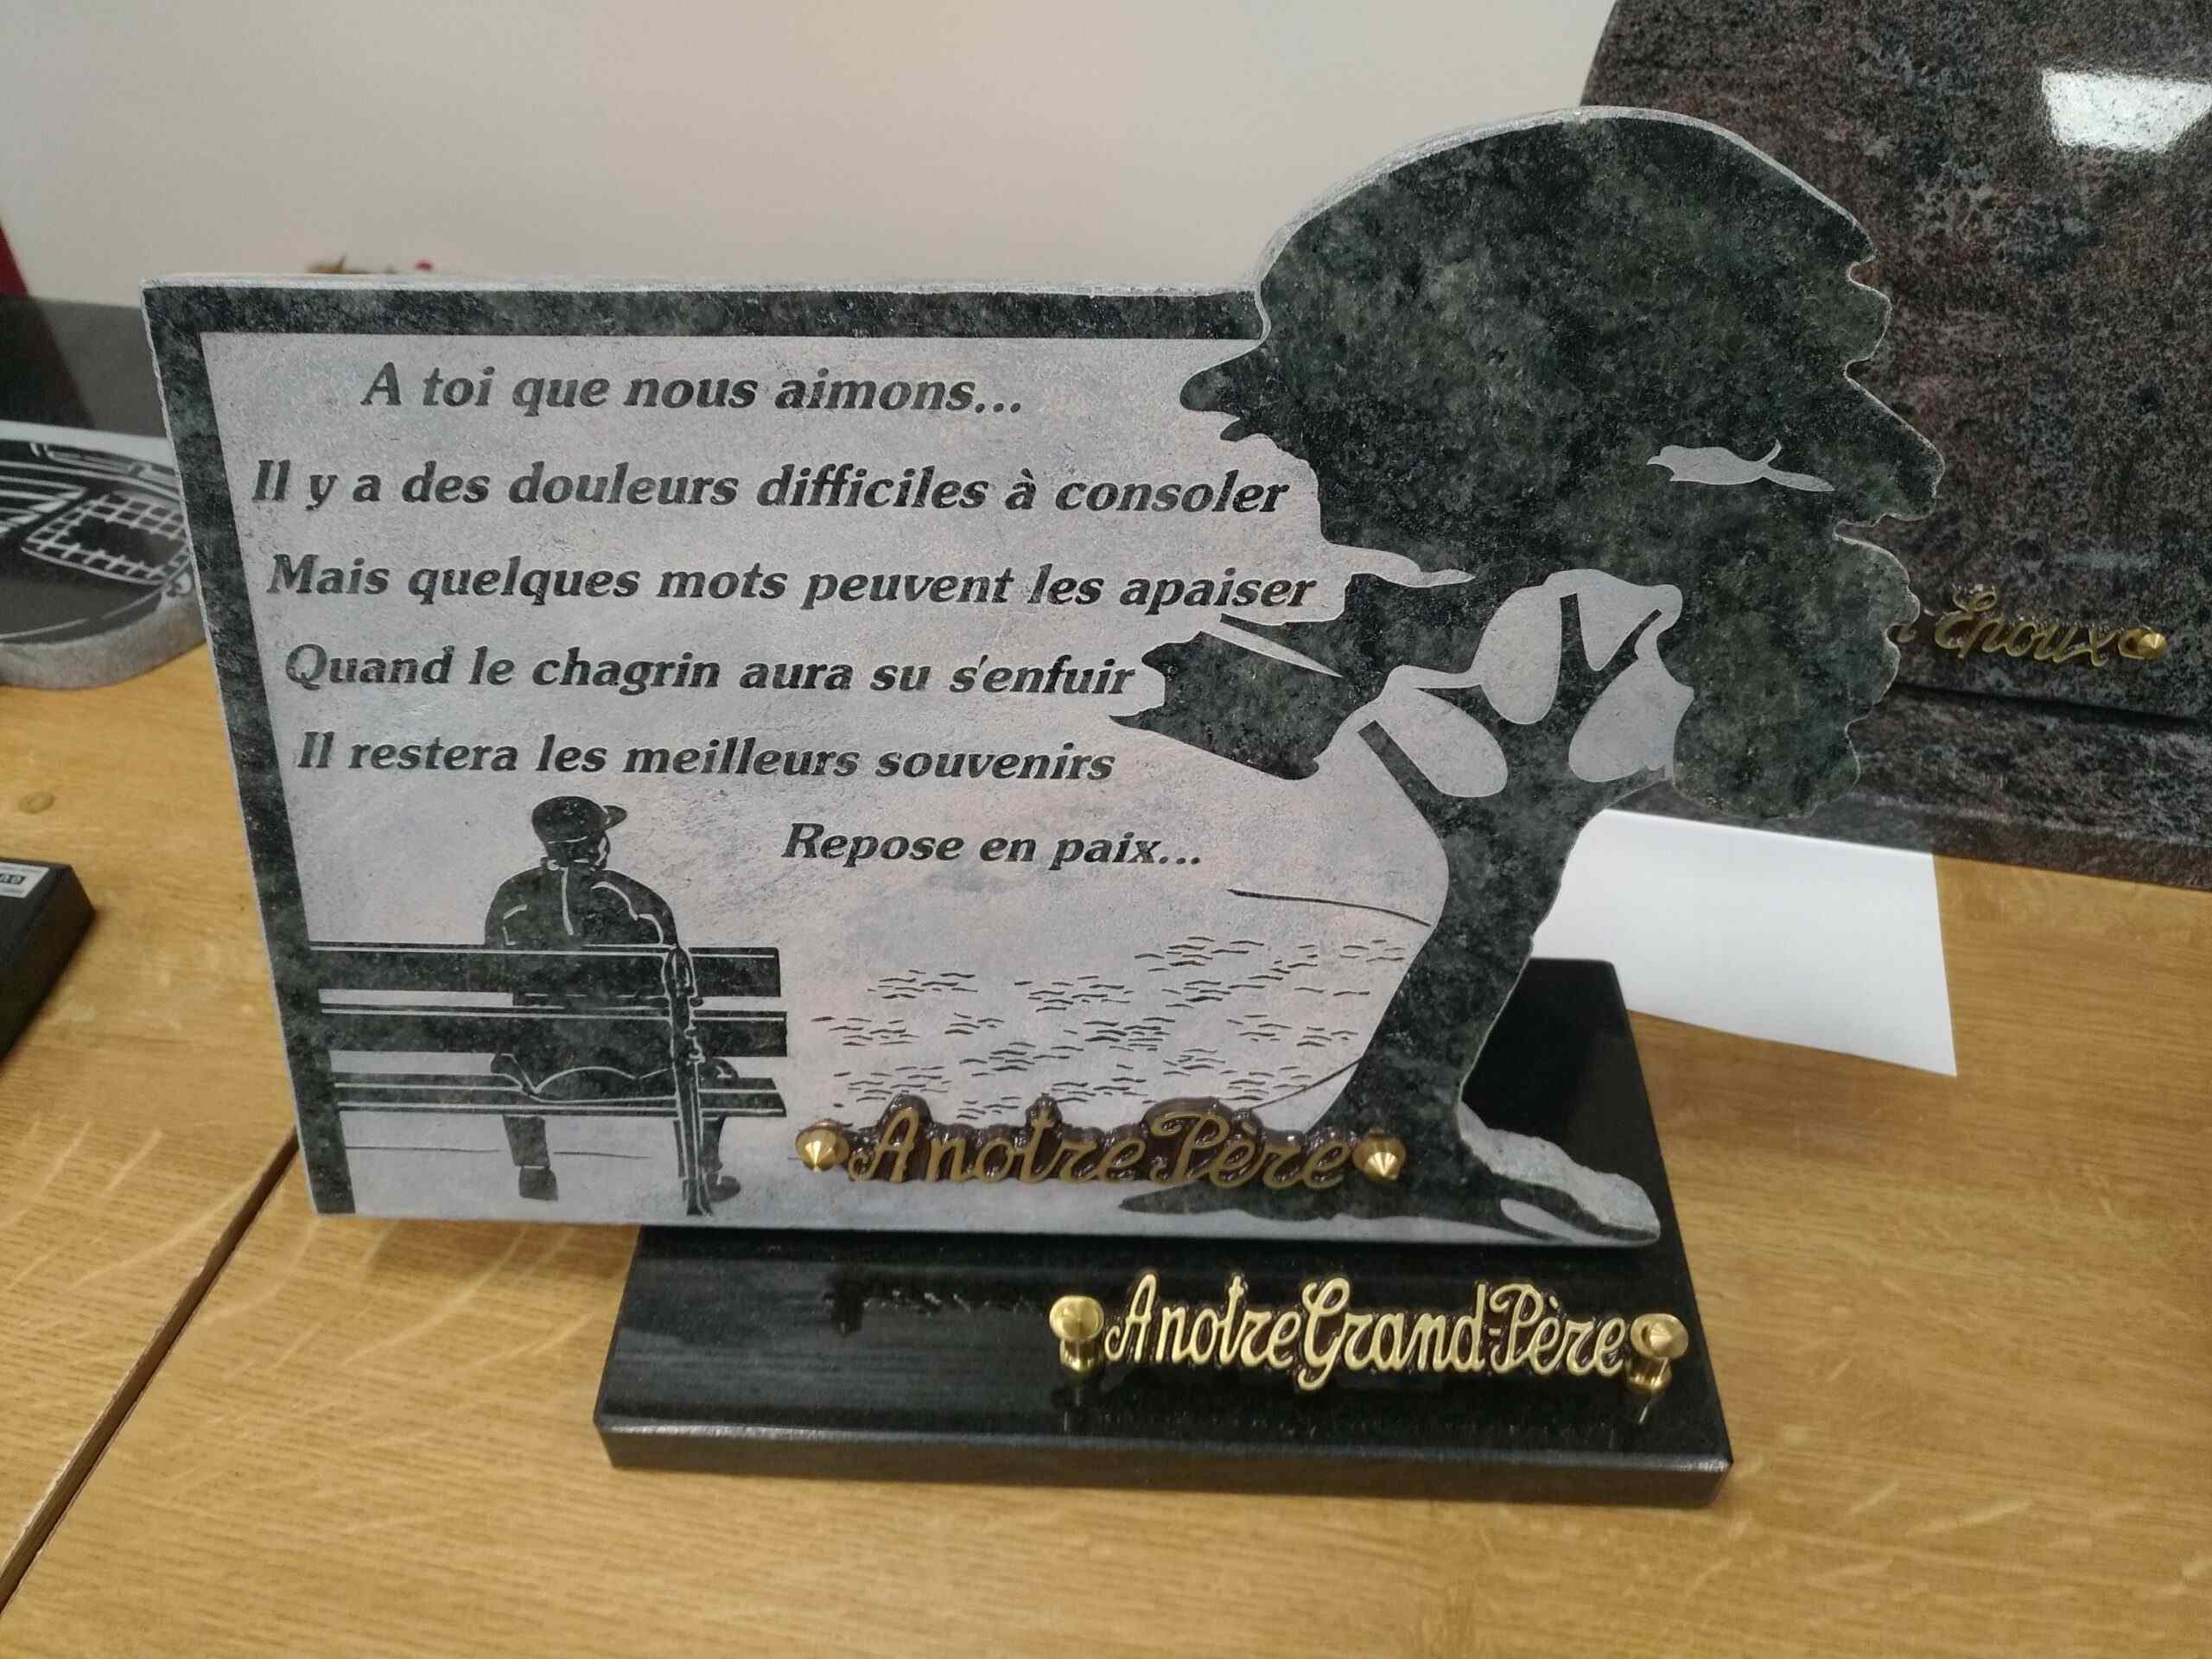 A toi que nous aimons...
Il y a des douleurs difficiles à consoler
Mais quelques mots peuvent les apaiser
Quand le chagrin aura su s'enfuir
Il restera les meilleurs souvenirs
Repose en paix...
A notre Père
A notre Grand-Père
Epoux